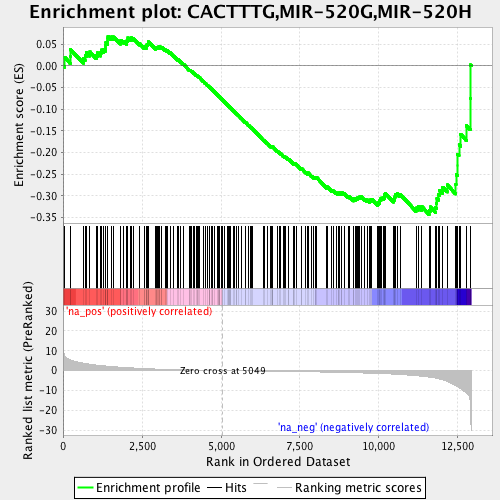 Enrichment plot: CACTTTG,MIR-520G,MIR-520H
Enrichment score (ES)
0.05
0.00
-0.05
-0.10
-0.15
-0.20
-0.25
-0.30
-0.35
'na_pos' (positively correlated)
Ranked list metric (PreRanked)
30
20
10
0
-10
-20
-30
Zero cross at 5049
'na_neg' (negatively correlated)
0
2,500
5,000
7,500
10,000
12,500
Rank in Ordered Dataset
Enrichment profile
Hits
Ranking metric scores